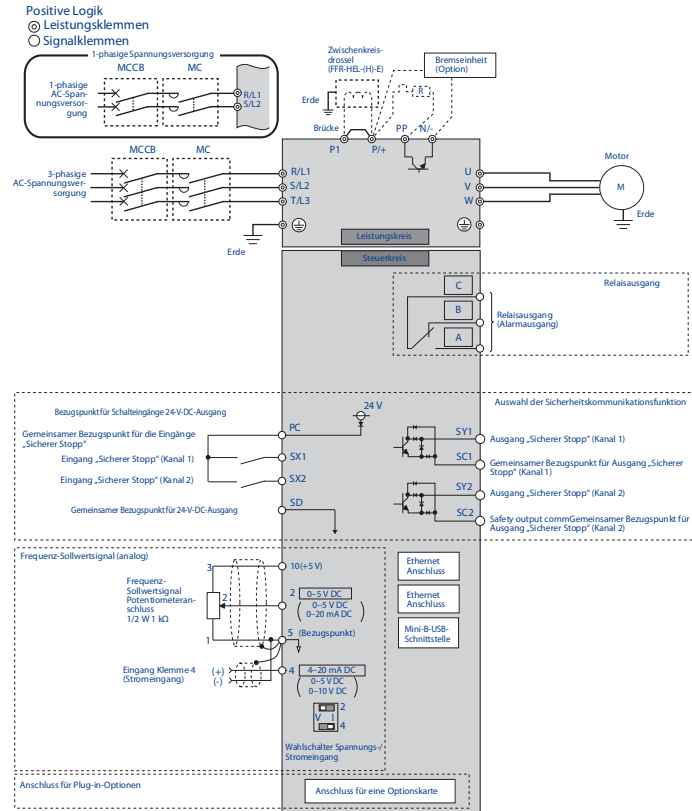 Positive Logik
Leistungsklemmen
Signalklemmen
1-phasige Spannungsversorgung
MCCB MC
1-phasige
AC-Span-
nungsversor-
gung
R/L1
S/L2
Zwischenkreis-
drossel
(FFR-HEL-(H)-E)
Bremseinheit
(Option)
R
Erde
Brücke
P1 P/+ PP N/-
MCCB MC
3-phasige
AC-Spannungsver-
sorgung
R/L1
S/L2
T/L3
Erde
U
V
W
Motor
M
Erde
Leistungskreis
Steuerkreis
Relaisausgang
C
B
A
Relaisausgang
(Alarmausgang)
Auswahl der Sicherheitskommunikationsfunktion
Bezugspunkt für Schalteingänge 24-V-DC-Ausgang
24 V
Gemeinsamer Bezugspunkt für die Eingänge
„Sicherer Stopp“
PC
Eingang „Sicherer Stopp“ (Kanal 1)
SX1
Eingang „Sicherer Stopp“ (Kanal 2)
SX2
Gemeinsamer Bezugspunkt für 24-V-DC-Ausgang
SD
SY1
Ausgang „Sicherer Stopp“ (Kanal 1)
SC1
Gemeinsamer Bezugspunkt für Ausgang „Sicherer
Stopp“ (Kanal 1)
SY2
Ausgang „Sicherer Stopp“ (Kanal 2)
SC2
Safety output commGemeinsamer Bezugspunkt für
Ausgang „Sicherer Stopp“ (Kanal 2)
Frequenz-Sollwertsignal (analog)
Frequenz-
Sollwertsignal
Potentiometeran-
schluss
1/2 W 1 kΩ
3
2
1
10(+5 V)
2 0–5 V DC
0–5 V DC
0–20 mA DC
5 (Bezugspunkt)
Eingang Klemme 4
(Stromeingang)
(+)
(-)
4 4–20 mA DC
0–5 V DC
0–10 V DC
2
V I
4
Wahlschalter Spannungs-/
Stromeingang
Ethernet
Anschluss
Ethernet
Anschluss
Mini-B-USB-
Schnittstelle
Anschluss für Plug-in-Optionen
Anschluss für eine Optionskarte